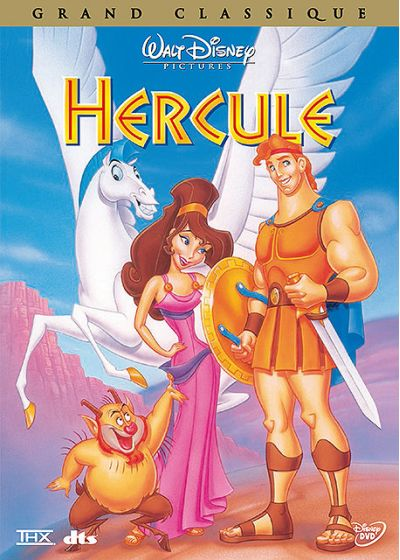 GRAND CLASSIQUE
WALT DISNEY
PICTURES
HERCULE
THX
dts
Disney
DVD